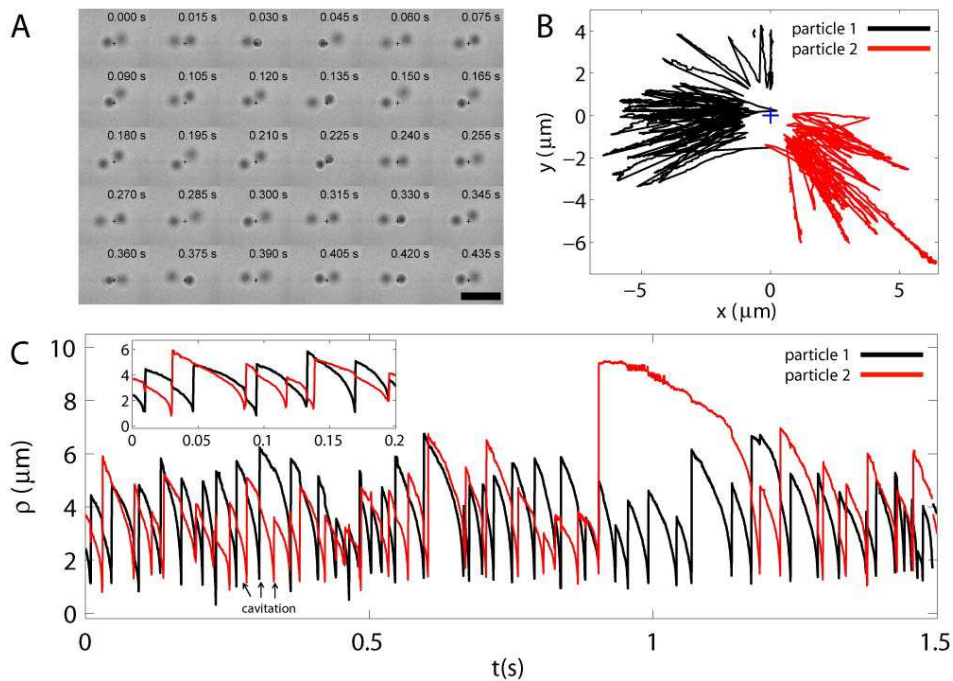 A
0.000 s 0.015 s 0.030 s 0.045 s 0.060 s 0.075 s
0.090 s 0.105 s 0.120 s 0.135 s 0.150 s 0.165 s
0.180 s 0.195 s 0.210 s 0.225 s 0.240 s 0.255 s
0.270 s 0.285 s 0.300 s 0.315 s 0.330 s 0.345 s
0.360 s 0.375 s 0.390 s 0.405 s 0.420 s 0.435 s
B
particle 1
particle 2
4
2
0
-2
-4
-6
y (μm)
-5 0 5
x (μm)
C
10
8
6
4
2
0
ρ (μm)
6
4
2
0
0 0.05 0.1 0.15 0.2
particle 1
particle 2
cavitation
0 0.5 1 1.5
t(s)